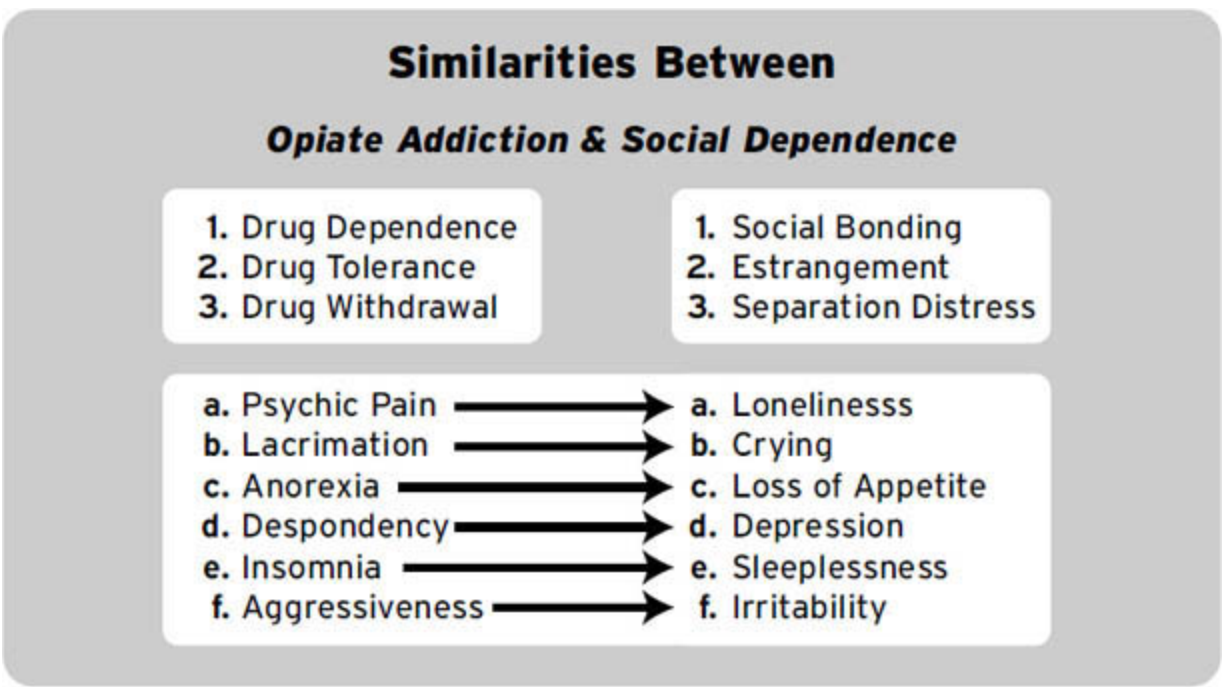 Similarities Between
Opiate Addiction & Social Dependence
1. Drug Dependence
2. Drug Tolerance
3. Drug Withdrawal
1. Social Bonding
2. Estrangement
3. Separation Distress
a. Psychic Pain a. Lonelinesss
b. Lacrimation b. Crying
c. Anorexia c. Loss of Appetite
d. Despondency d. Depression
e. Insomnia e. Sleeplessness
f. Aggressiveness f. Irritability